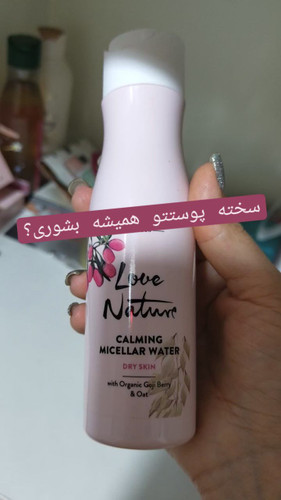 سخته پوستتو همیشه بشوری؟
Love
Nature
CALMING
MICELLAR WATER
DRY SKIN
with Organic Goji Berry
& Oat